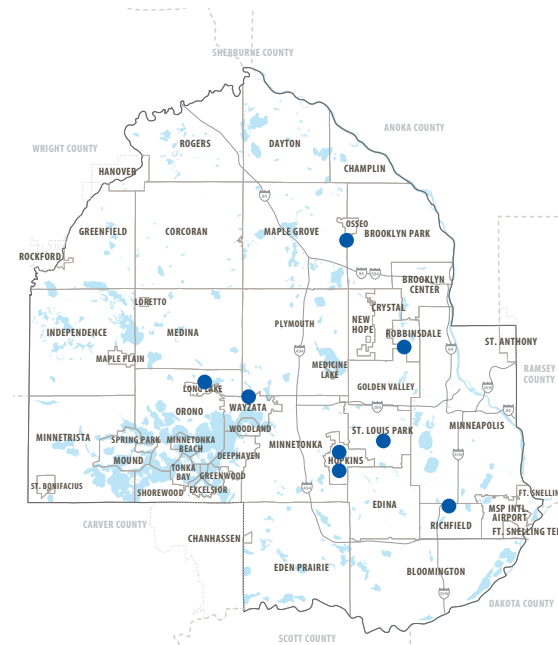 SHERBURNE COUNTY
ANOKA COUNTY
WRIGHT COUNTY
ROGERS
DAYTON
CHAMPLIN
HANOVER
OSSEO
GREENFIELD
CORCORAN
MAPLE GROVE
BROOKLYN PARK
ROCKFORD
BROOKLYN
CENTER
LORETTO
CRYSTAL
INDEPENDENCE
MEDINA
PLYMOUTH
NEW
HOPE
ROBBINSDALE
ST. ANTHONY
MAPLE PLAIN
MEDICINE
LAKE
RAMSEY
COUNTY
LONG LAKE
GOLDEN VALLEY
ORONO
WAYZATA
MINNETRISTA
WOODLAND
ST. LOUIS PARK
MINNEAPOLIS
SPRING PARK
MINNETONKA
BEACH
MINNETONKA
MOUND
DEEPHAVEN
HOPKINS
TONKA
BAY
GREENWOOD
ST. BONIFACIUS
SHOREWOOD
EXCELSIOR
EDINA
FT. SNELLIN
MSP INTL.
AIRPORT
CARVER COUNTY
RICHFIELD
FT. SNELLING TER
CHANHASSEN
EDEN PRAIRIE
BLOOMINGTON
DAKOTA COUNTY
SCOTT COUNTY